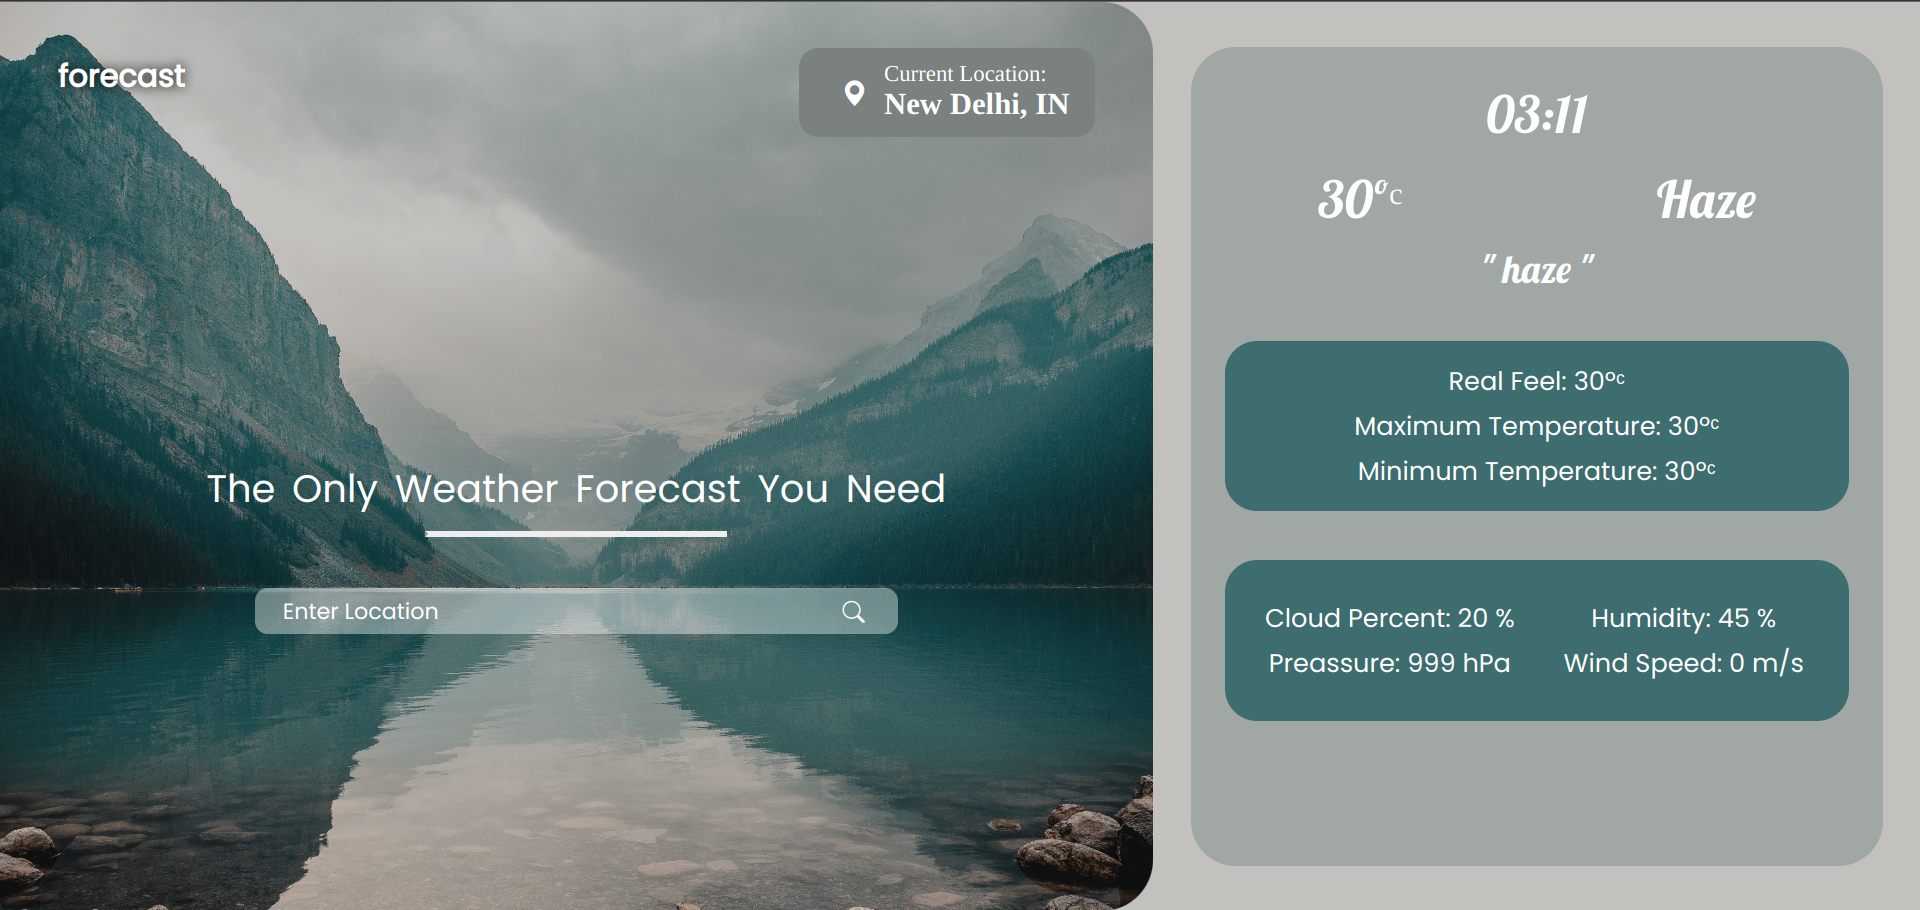 forecast
Current Location:
New Delhi, IN
The Only Weather Forecast You Need
Enter Location
03:11
30°c
Haze
" haze "
Real Feel: 30°c
Maximum Temperature: 30°c
Minimum Temperature: 30°c
Cloud Percent: 20 %
Humidity: 45 %
Preassure: 999 hPa
Wind Speed: 0 m/s